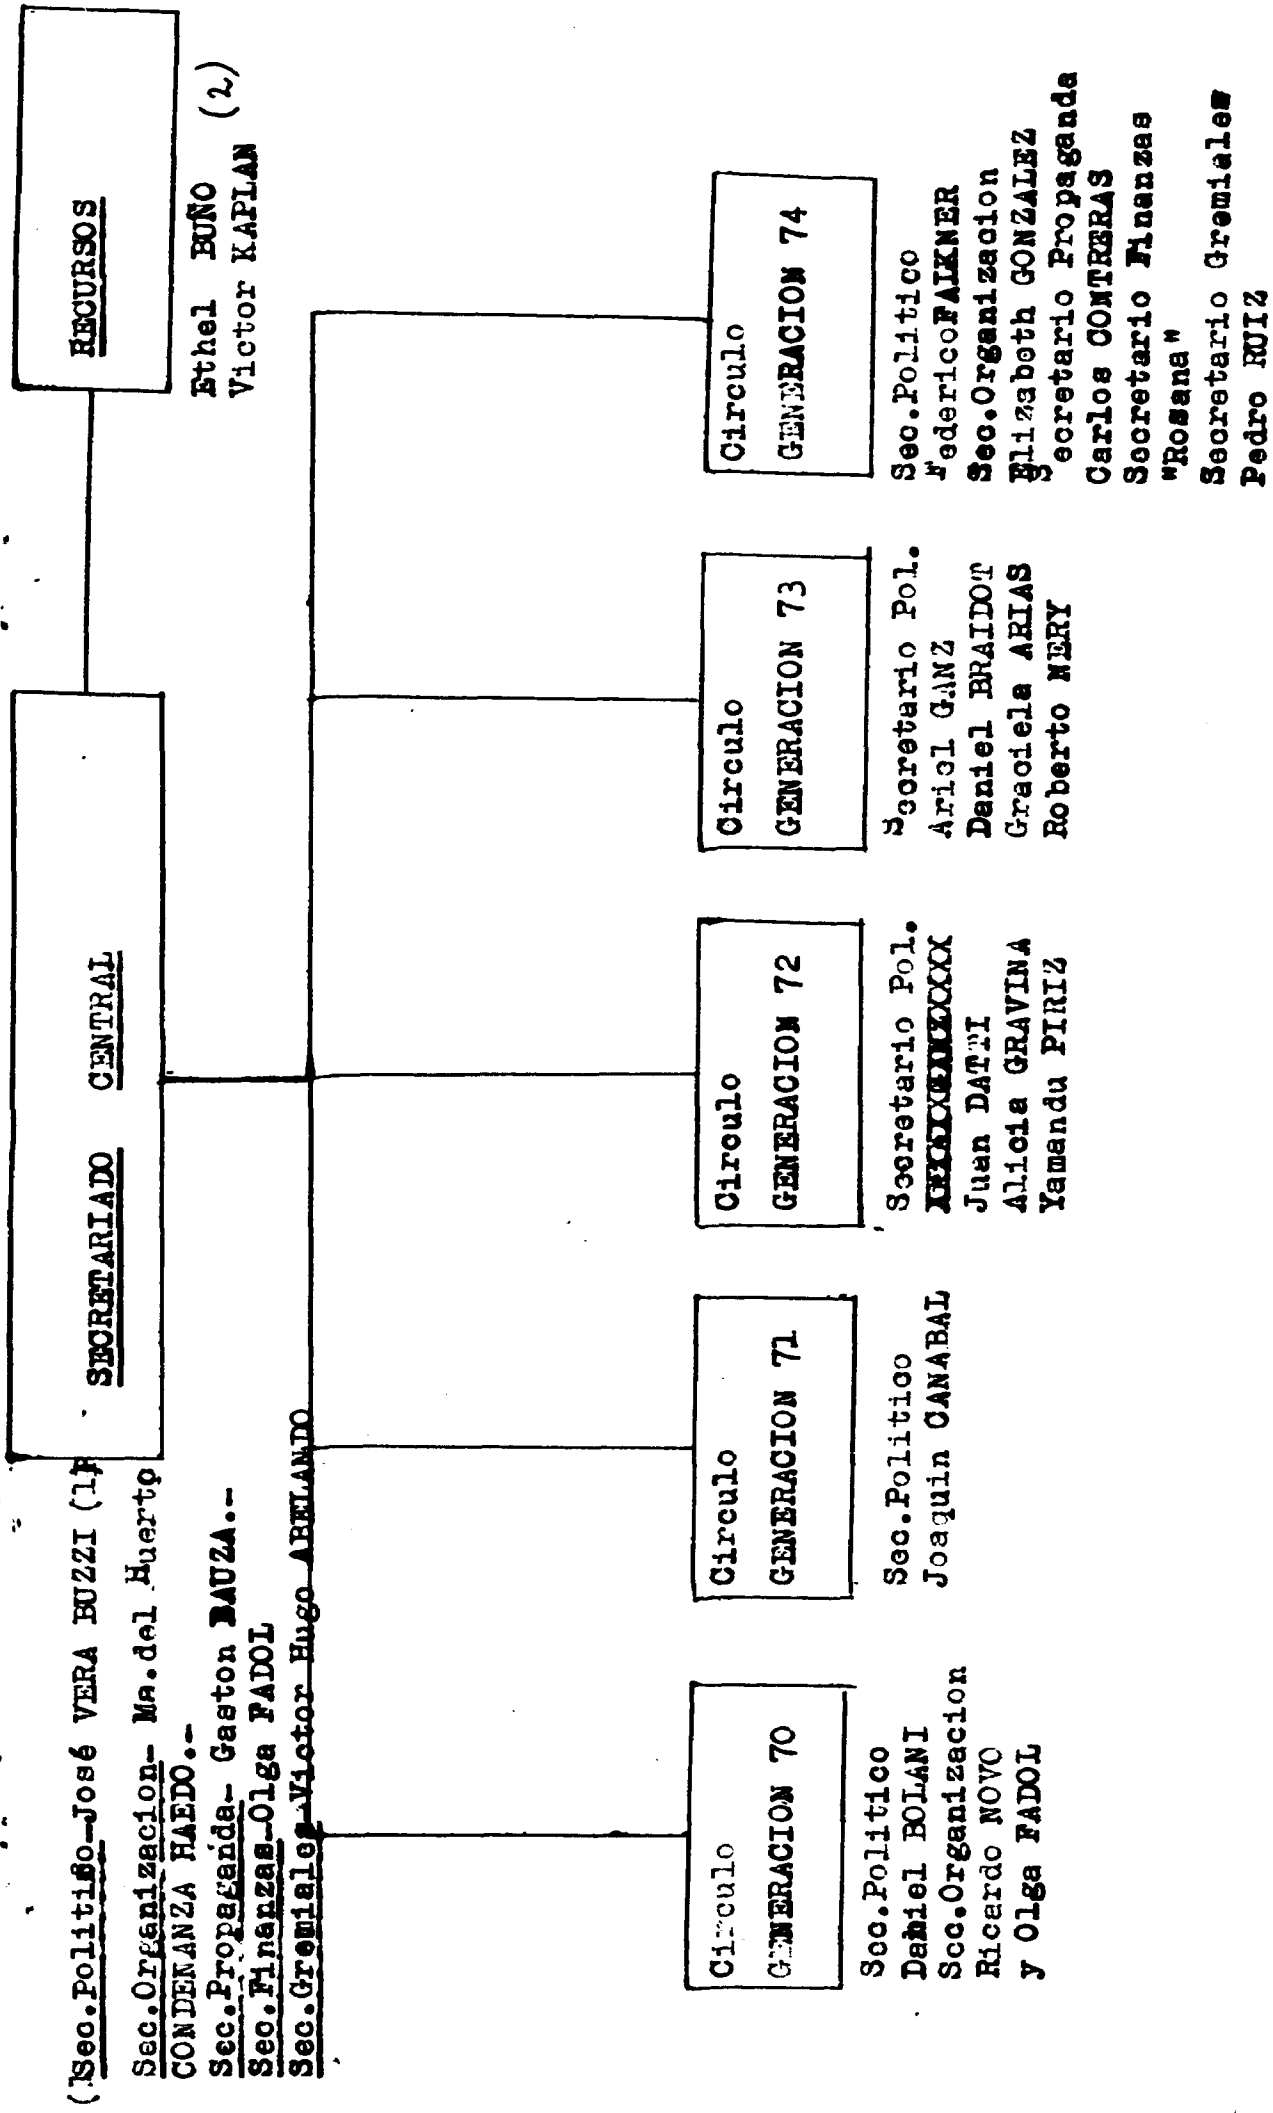 (1Sec.Politico-José VERA BUZZI (1)
Sec.Organizacion- Ma.del Huerto
CONDENANZA HAEDO.-
Sec.Propaganda- Gaston BAUZA.-
Sec.Finanzas-Olga FADOL
Sec.Gremiales-Victor Hugo ABELANDO
SECRETARIADO CENTRAL
RECURSOS
Ethel BUÑO (2)
Victor KAPLAN
Circulo
GENERACION 70
Sec.Politico
Daniel BOLANI
Sec.Organizacion
Ricardo NOVO
y Olga FADOL
Circulo
GENERACION 71
Sec.Politico
Joaquin CANABAL
Circulo
GENERACION 72
Secretario Pol.
Juan DATTI
Alicia GRAVINA
Yamandu PIRIZ
Circulo
GENERACION 73
Secretario Pol.
Ariel GANZ
Daniel BRAIDOT
Graciela ARIAS
Roberto NERY
Circulo
GENERACION 74
Sec.Politico
FedericoFALKNER
Sec.Organizacion
Elizabeth GONZALEZ
Secretario Propaganda
Carlos CONTRERAS
Secretario Finanzas
"Rosana"
Secretario Gremiales
Pedro RUIZ